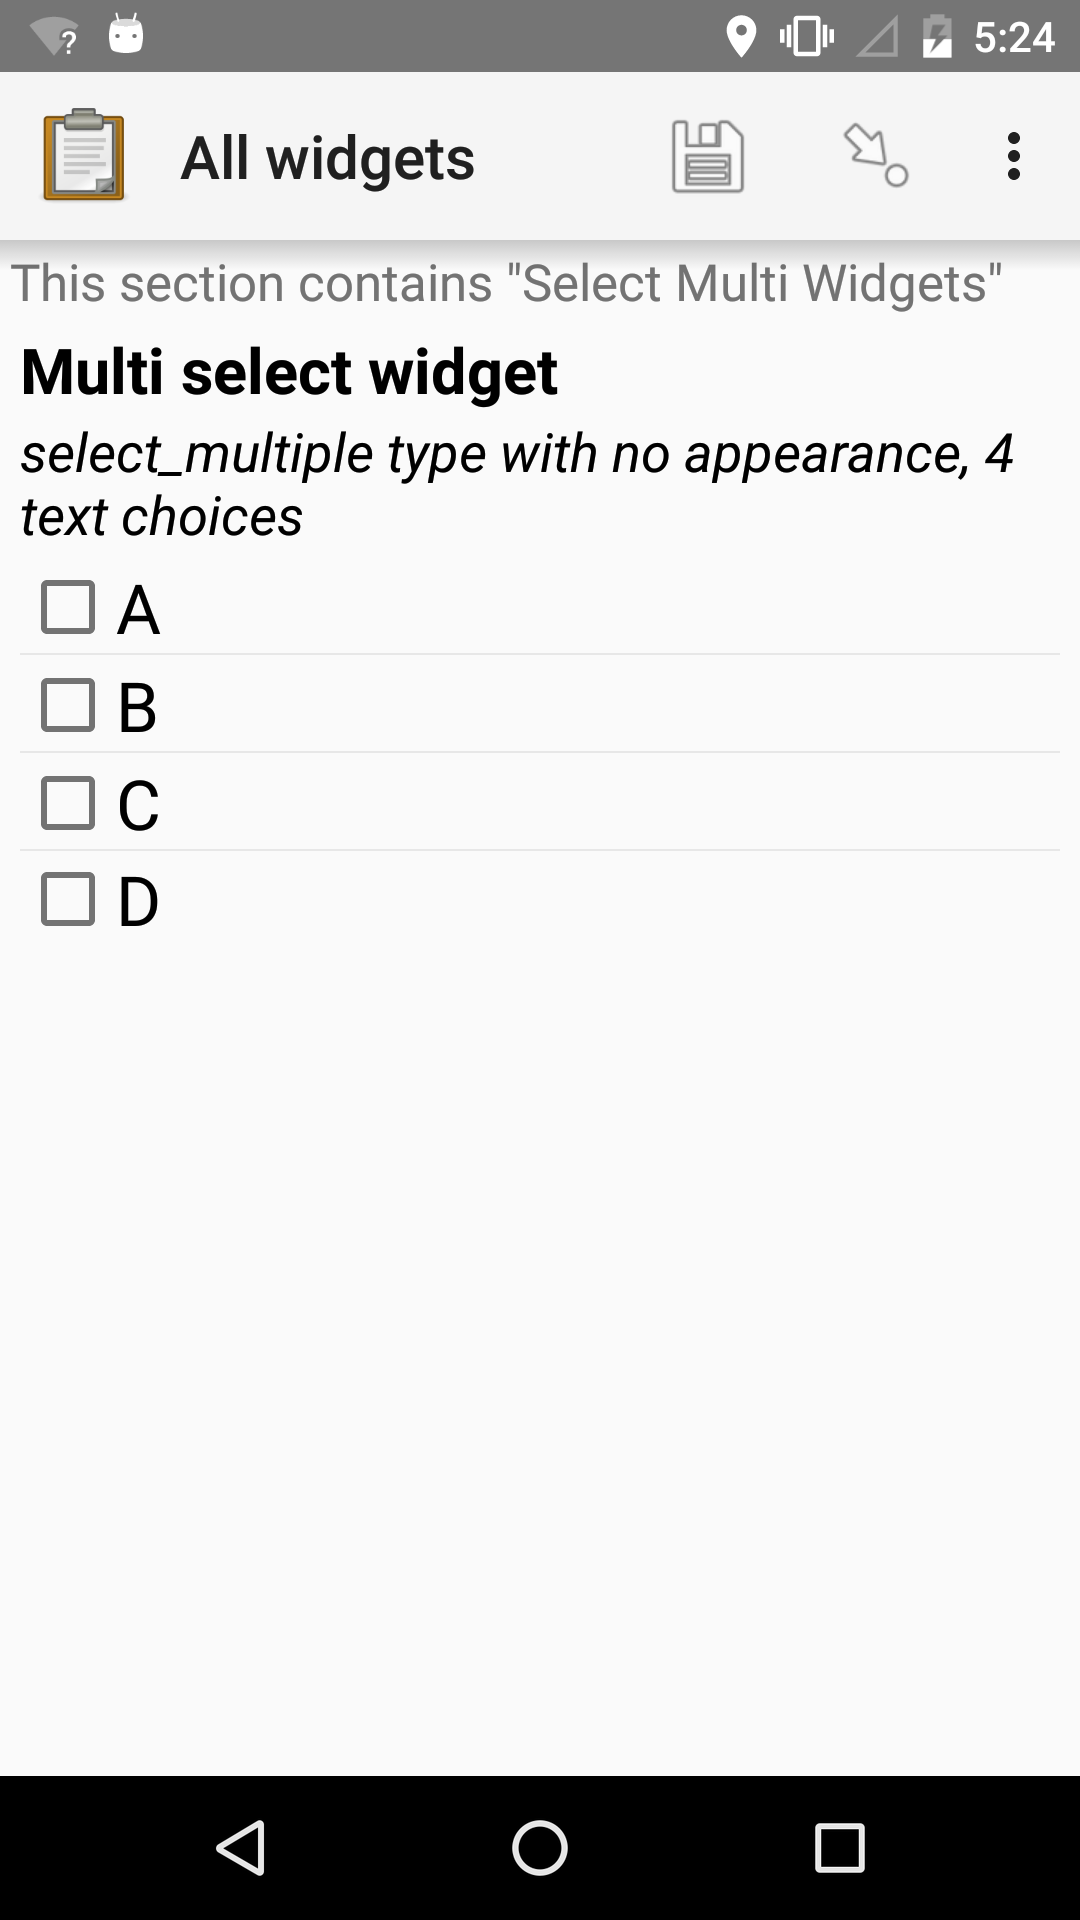 5:24
All widgets
This section contains "Select Multi Widgets"
Multi select widget
select_multiple type with no appearance, 4
text choices
A
B
C
D